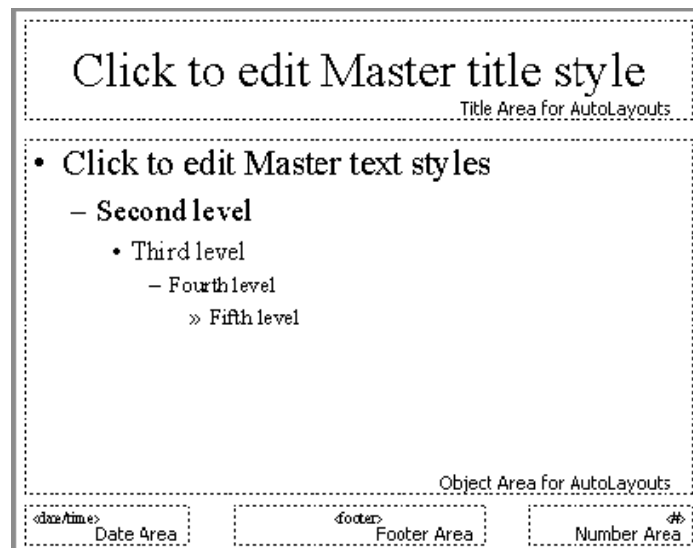 Click to edit Master title style
Title Area for AutoLayouts
• Click to edit Master text styles
– Second level
• Third level
– Fourth level
» Fifth level
Object Area for AutoLayouts
<date/time> <footer> <#>
Date Area Footer Area Number Area